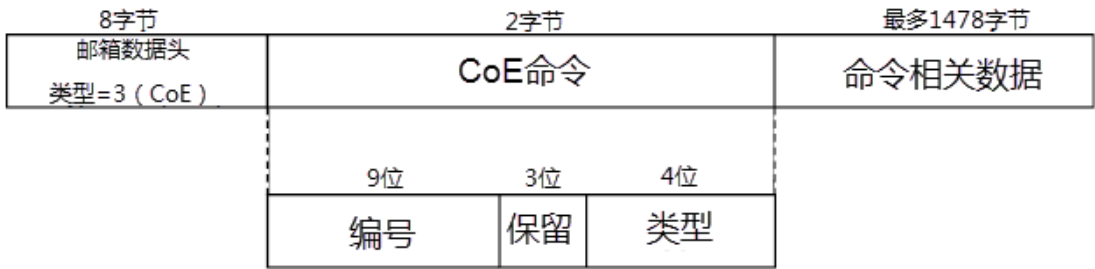 8字节 2字节 最多1478字节
邮箱数据头
类型=3（CoE）
CoE命令
命令相关数据
9位 3位 4位
编号 保留 类型